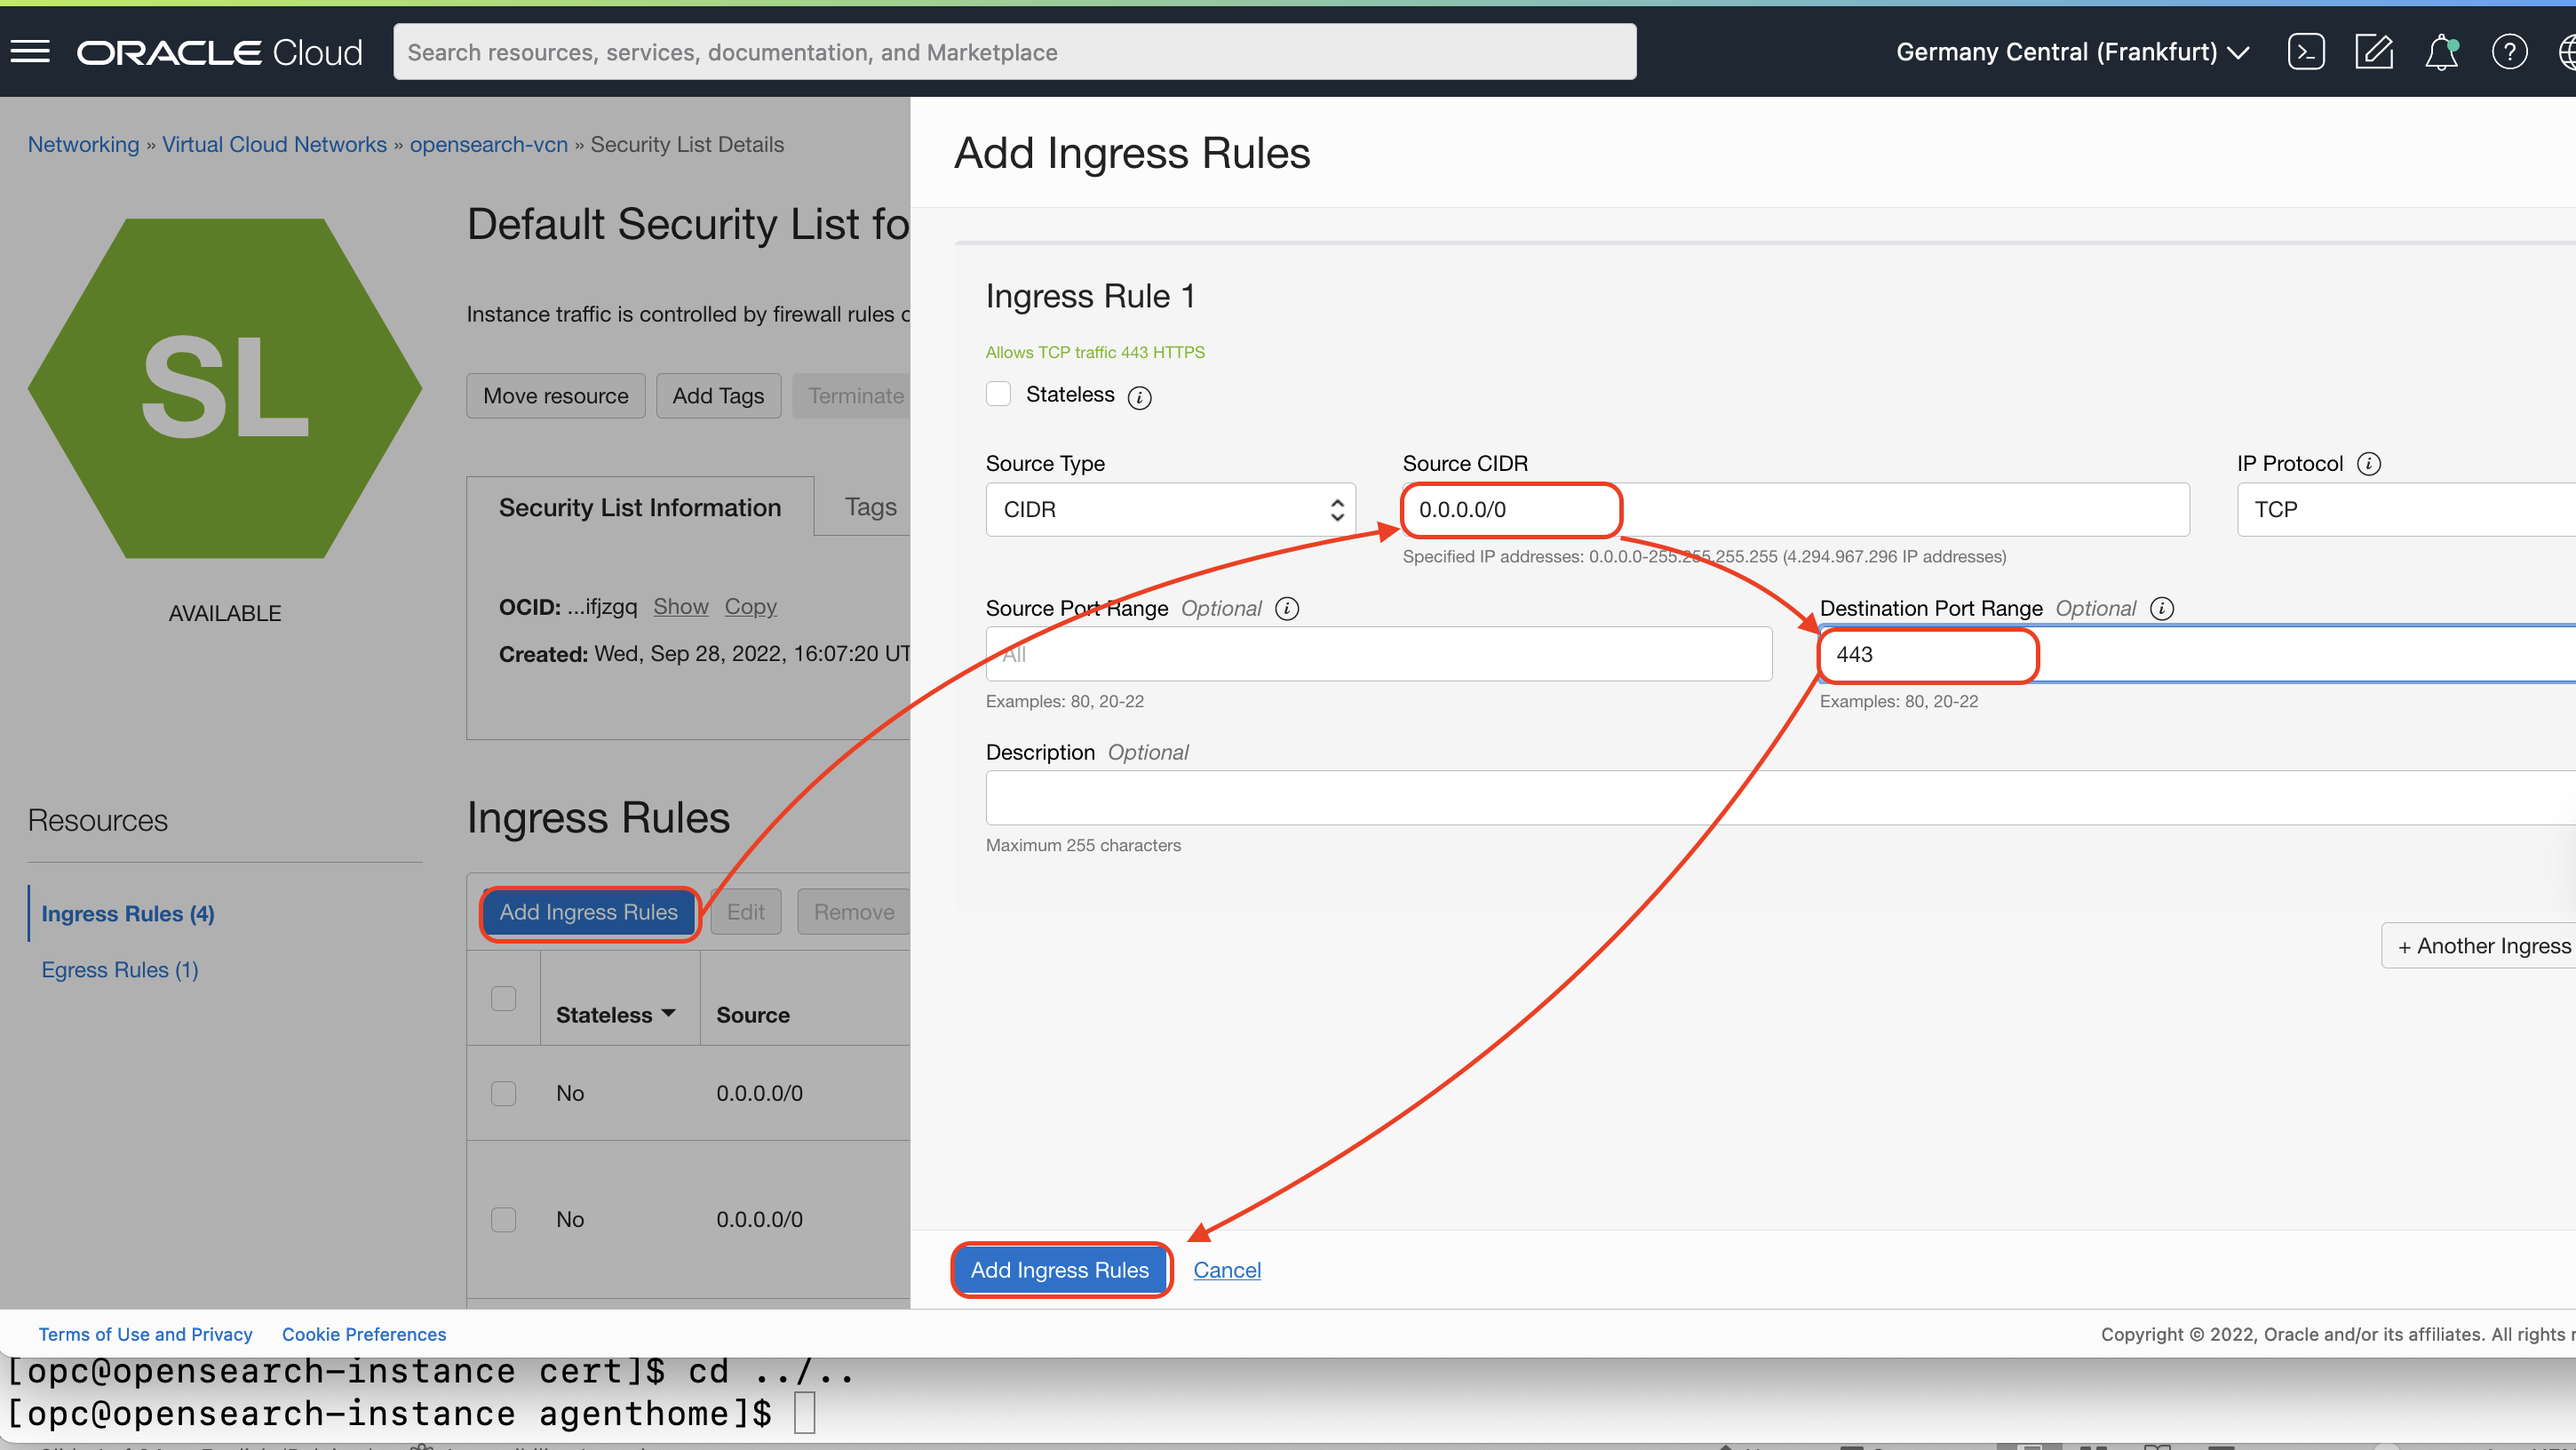 ORACLE Cloud
Search resources, services, documentation, and Marketplace
Germany Central (Frankfurt)
Networking » Virtual Cloud Networks » opensearch-vcn » Security List Details
SL
AVAILABLE
Default Security List fo
Instance traffic is controlled by firewall rules
Move resource Add Tags Terminate
Security List Information Tags
OCID: ...ifjzgq Show Copy
Created: Wed, Sep 28, 2022, 16:07:20 UT
Resources
Ingress Rules (4)
Egress Rules (1)
Ingress Rules
Add Ingress Rules Edit Remove
Stateless Source
No 0.0.0.0/0
No 0.0.0.0/0
Add Ingress Rules
Ingress Rule 1
Allows TCP traffic 443 HTTPS
Stateless
Source Type Source CIDR IP Protocol
CIDR 0.0.0.0/0 TCP
Specified IP addresses: 0.0.0.0-255.255.255.255 (4.294.967.296 IP addresses)
Source Port Range Optional Destination Port Range Optional
All 443
Examples: 80, 20-22 Examples: 80, 20-22
Description Optional
Maximum 255 characters
+ Another Ingress
Add Ingress Rules Cancel
Terms of Use and Privacy Cookie Preferences
Copyright © 2022, Oracle and/or its affiliates. All rights
[opc@opensearch-instance cert]$ cd ../..
[opc@opensearch-instance agenthome]$